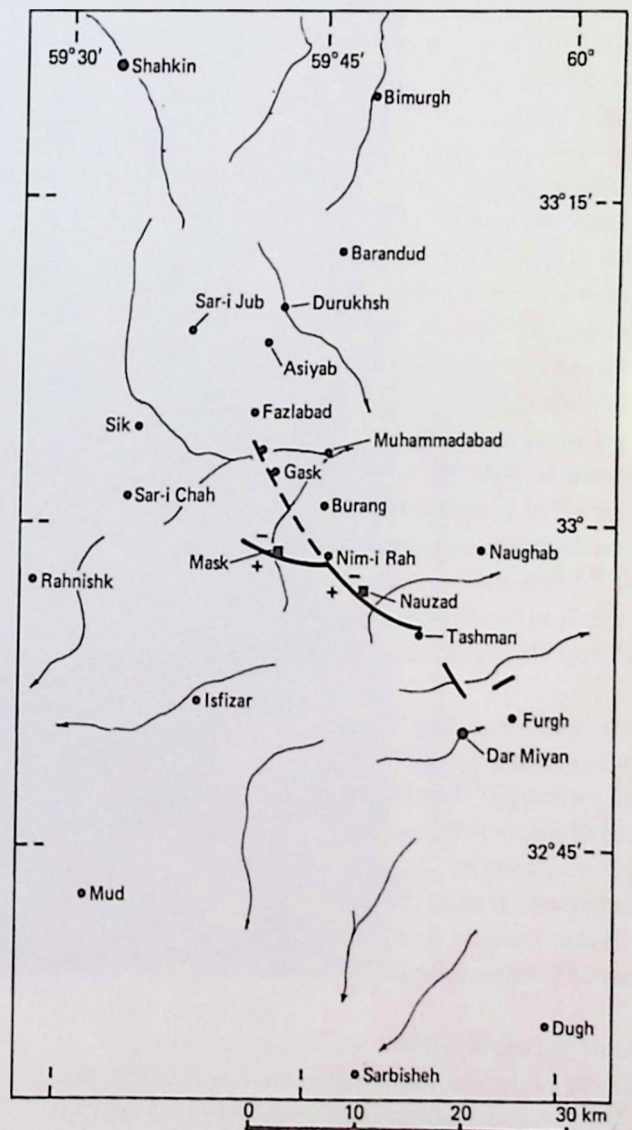 59°30′
59°45′
60°
Shahkin
Bimurgh
33°15′
Barandud
Sar-i Jub
Durukhsh
Asiyab
Fazlabad
Sik
Muhammadabad
Gask
Sar-i Chah
Burang
33°
−
Mask
Nim-i Rah
Naughab
+
−
Rahnishk
+
Nauzad
Tashman
Isfizar
Furgh
Dar Miyan
32°45′
Mud
Dugh
Sarbisheh
0 10 20 30 km